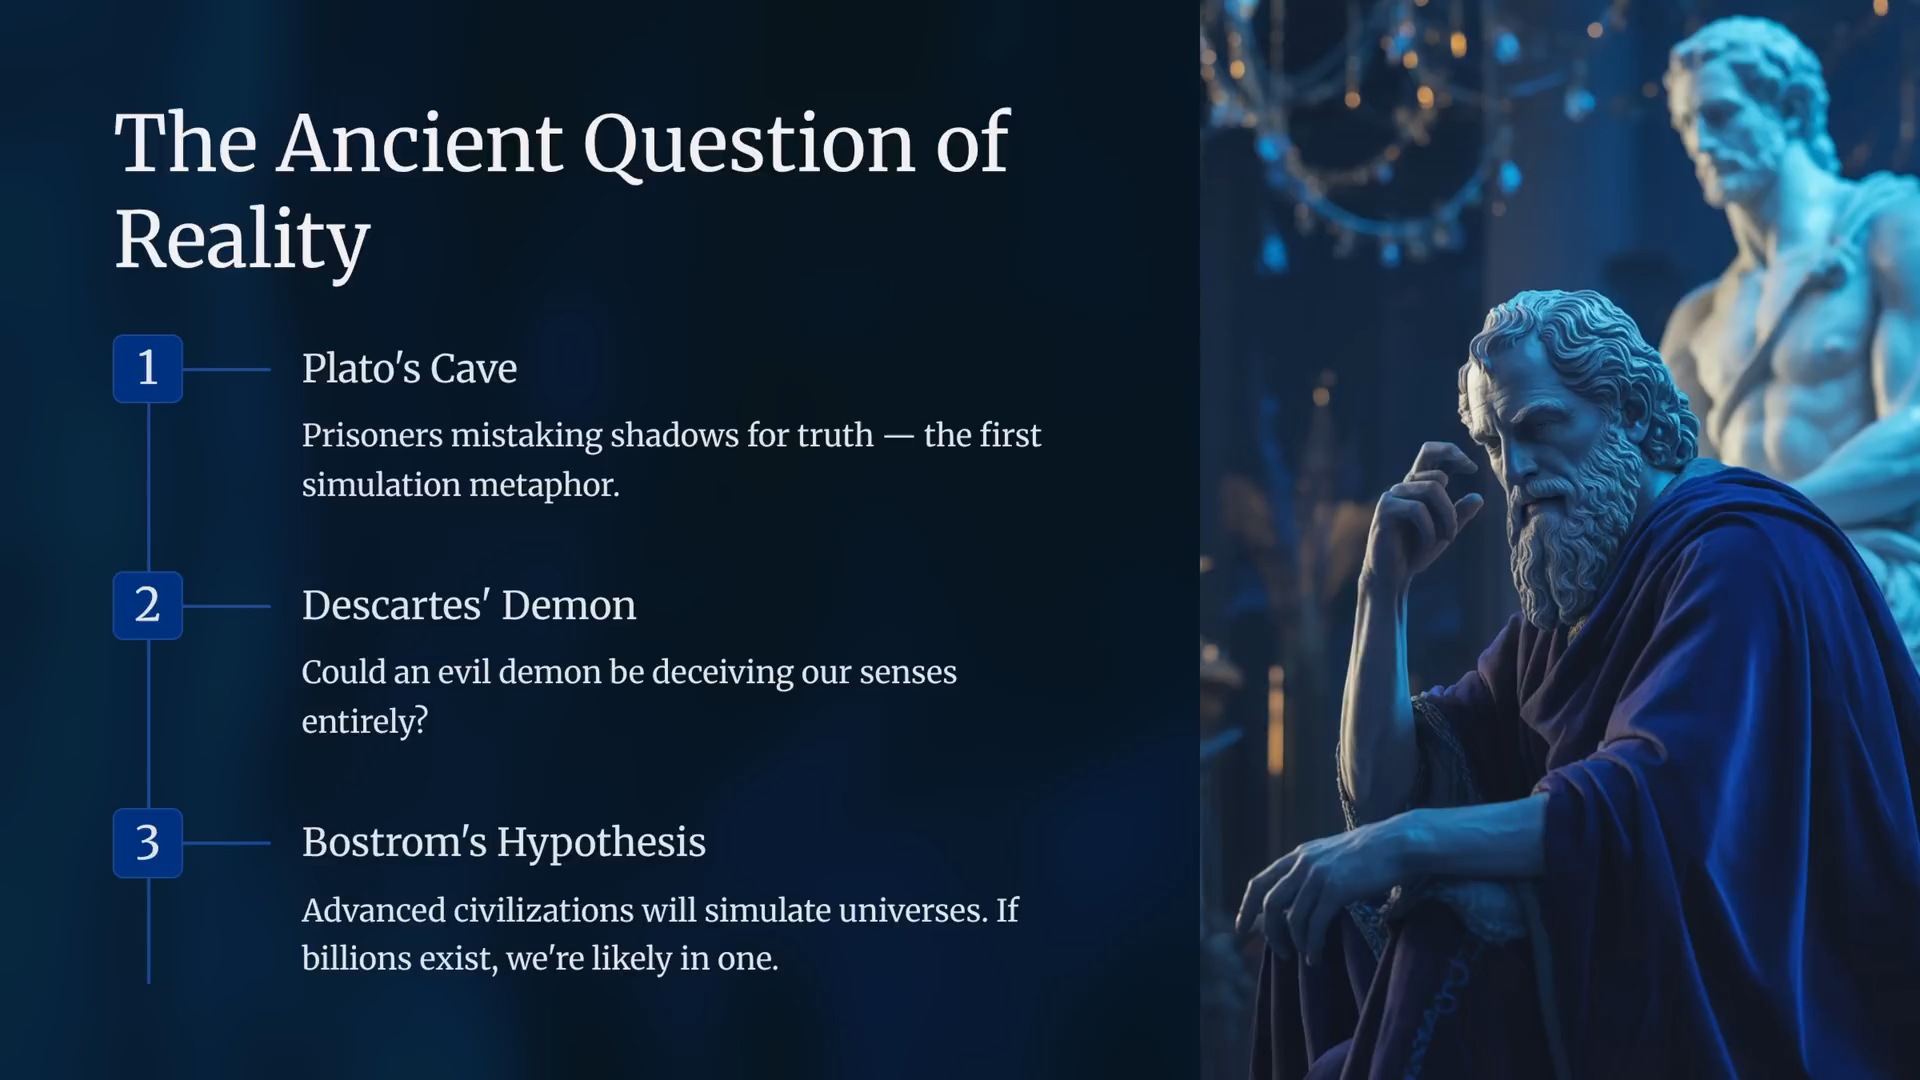 The Ancient Question of
Reality
1
Plato's Cave
Prisoners mistaking shadows for truth — the first
simulation metaphor.
2
Descartes' Demon
Could an evil demon be deceiving our senses
entirely?
3
Bostrom's Hypothesis
Advanced civilizations will simulate universes. If
billions exist, we're likely in one.